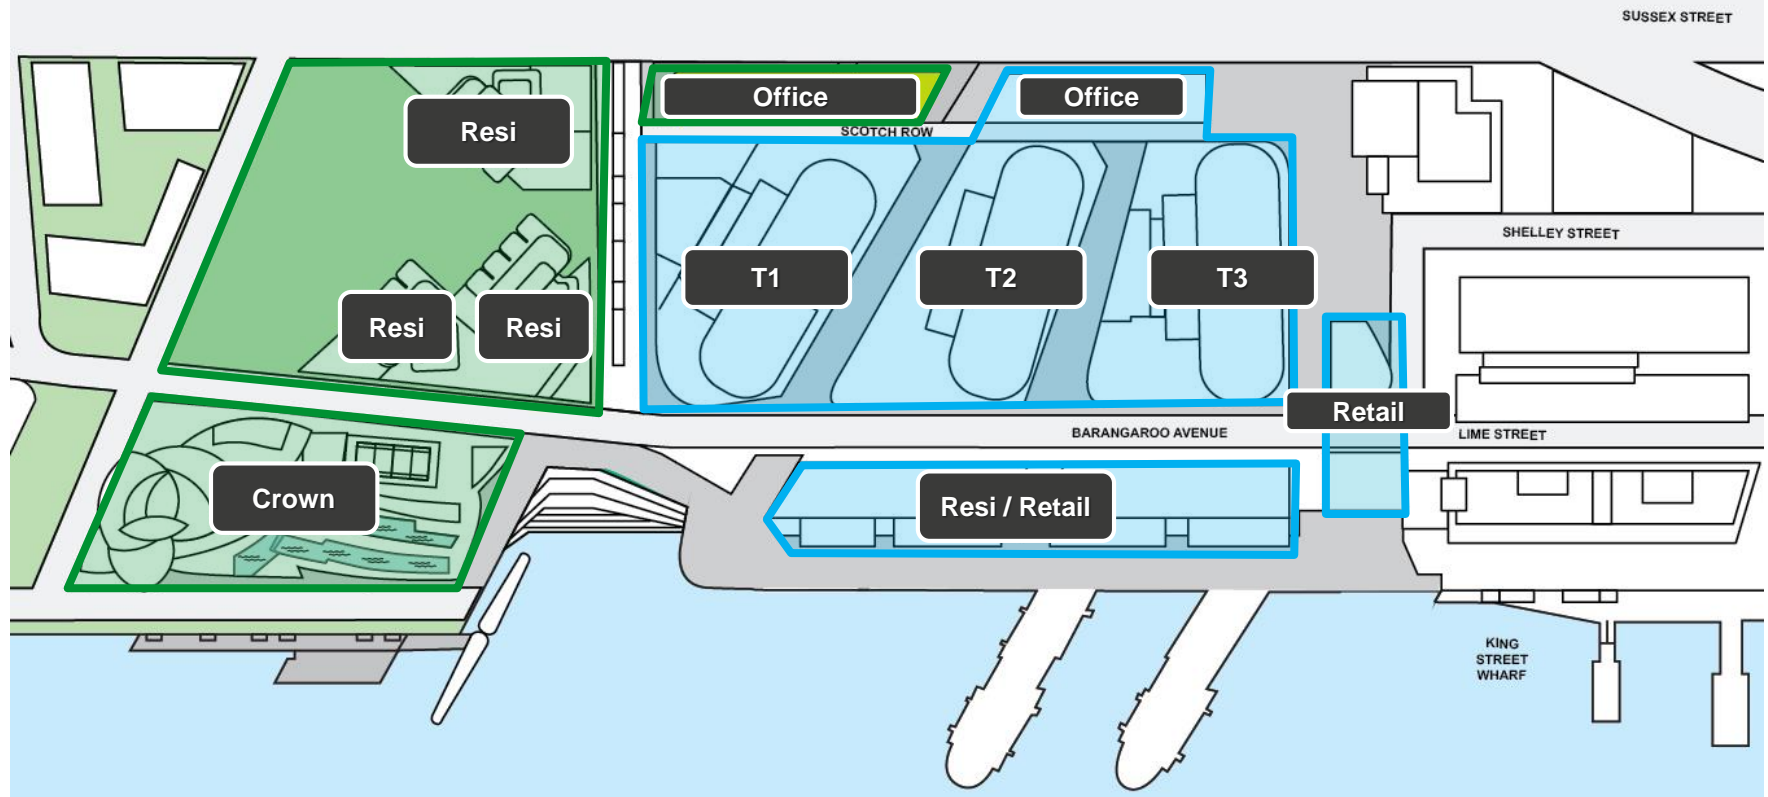 SUSSEX STREET
Office
Office
Resi
SCOTCH ROW
SHELLEY STREET
T1
T2
T3
Resi
Resi
Retail
BARANGAROO AVENUE
LIME STREET
Crown
Resi / Retail
KING
STREET
WHARF